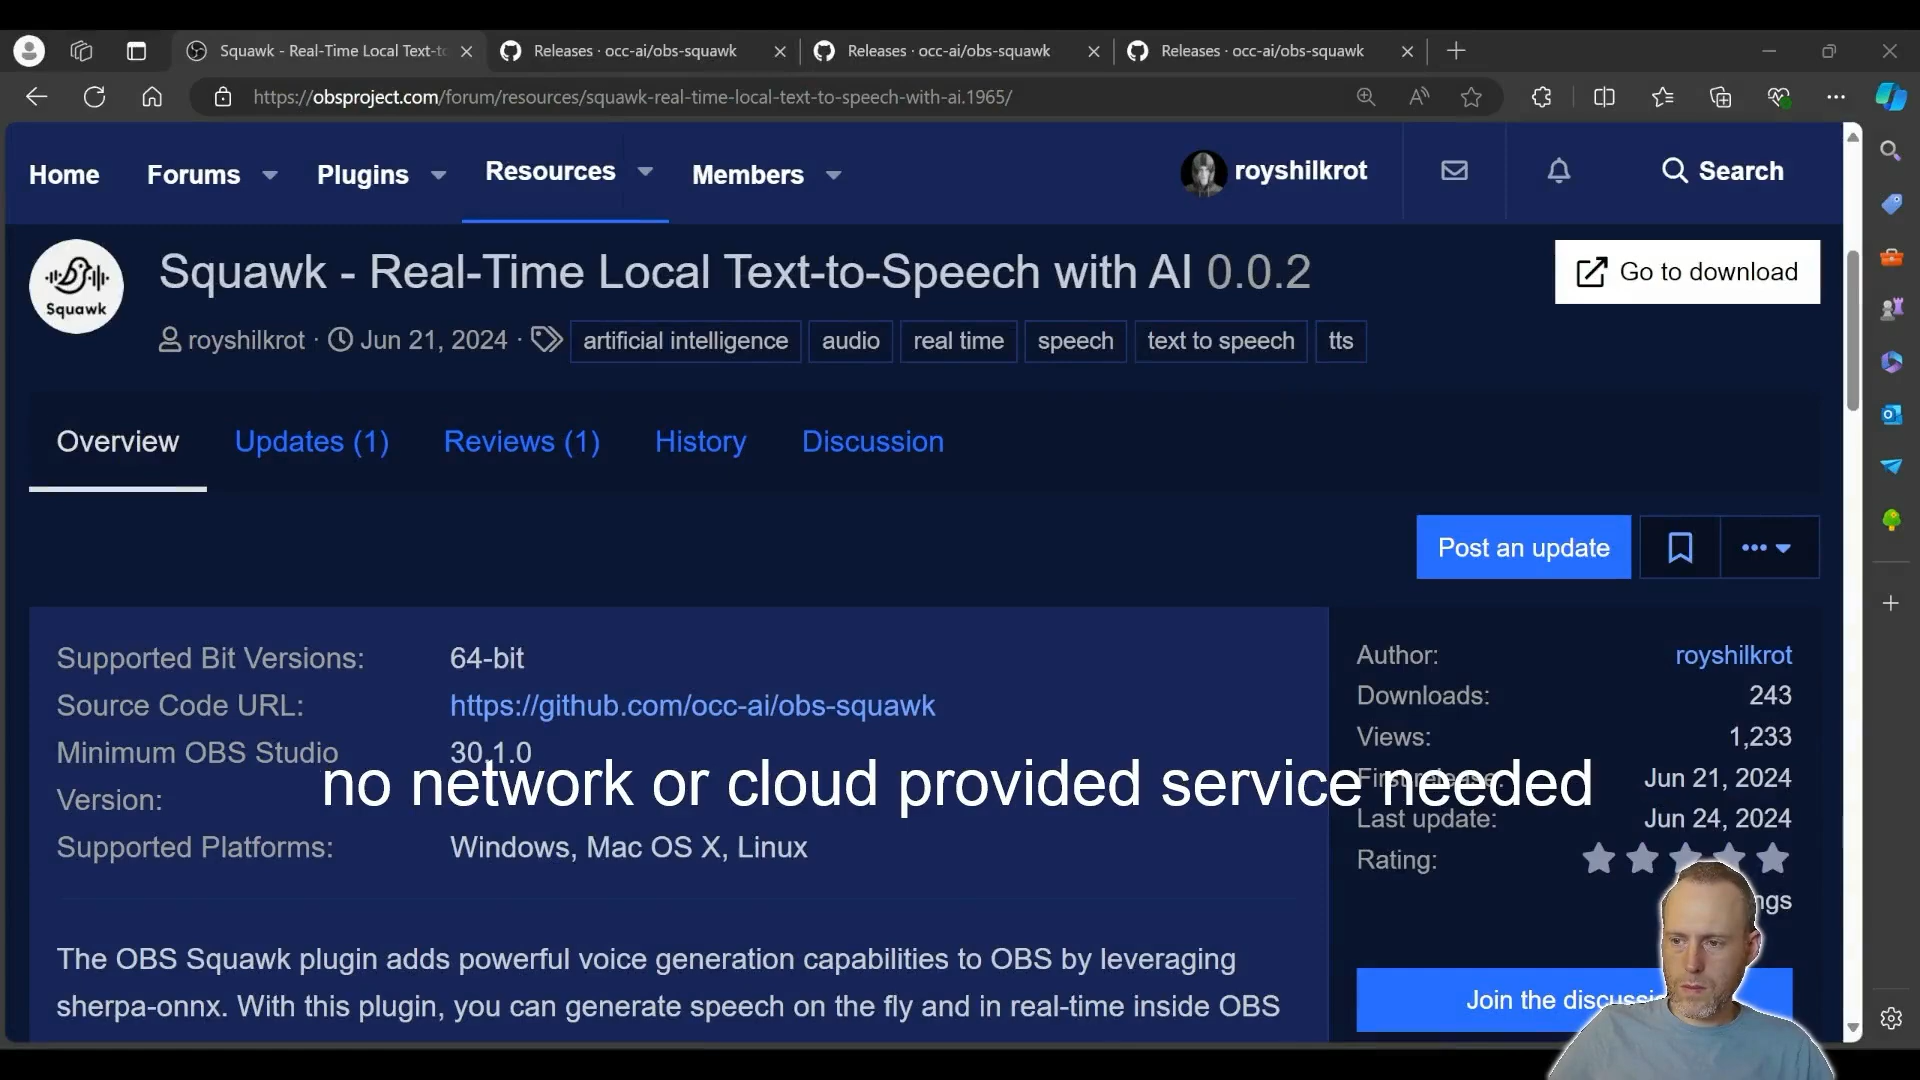 Squawk - Real-Time Local Text-to
Releases · occ-ai/obs-squawk
Releases · occ-ai/obs-squawk
Releases · occ-ai/obs-squawk
https://obsproject.com/forum/resources/squawk-real-time-local-text-to-speech-with-ai.1965/
Home Forums Plugins Resources Members royshilkrot Search
Squawk
Squawk - Real-Time Local Text-to-Speech with AI 0.0.2
Go to download
royshilkrot · Jun 21, 2024 · artificial intelligence audio real time speech text to speech tts
Overview Updates (1) Reviews (1) History Discussion
Post an update
Supported Bit Versions: 64-bit
Source Code URL: https://github.com/occ-ai/obs-squawk
Minimum OBS Studio Version: 30.1.0
Supported Platforms: Windows, Mac OS X, Linux
no network or cloud provided service needed
The OBS Squawk plugin adds powerful voice generation capabilities to OBS by leveraging
sherpa-onnx. With this plugin, you can generate speech on the fly and in real-time inside OBS
Author: royshilkrot
Downloads: 243
Views: 1,233
First release: Jun 21, 2024
Last update: Jun 24, 2024
Rating:
Join the